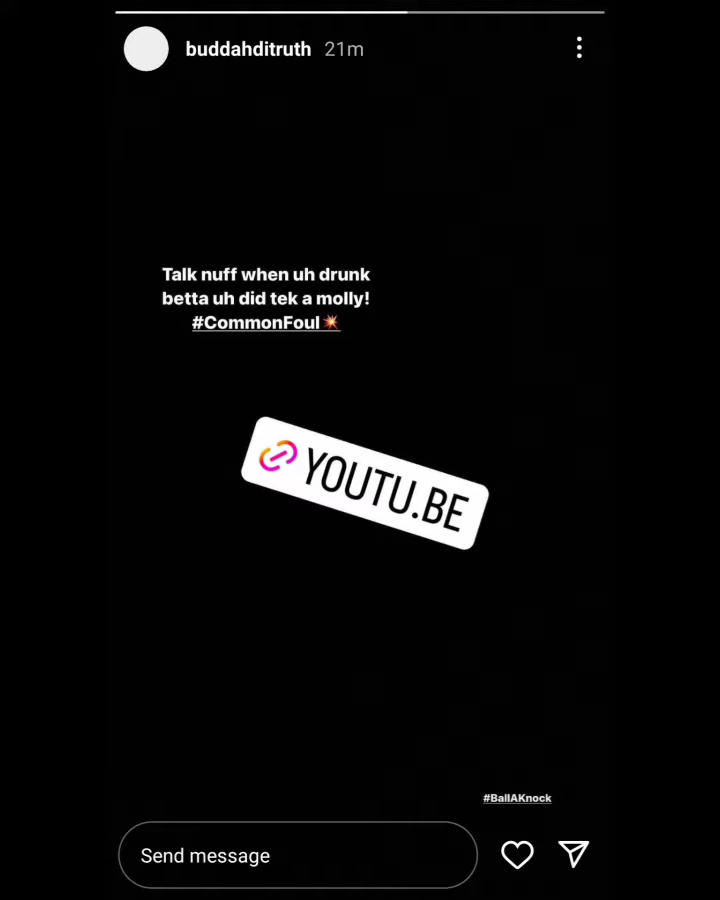 buddahditruth 21m
Talk nuff when uh drunk
betta uh did tek a molly!
#CommonFoul💥
YOUTU.BE
#BallAKnock
Send message